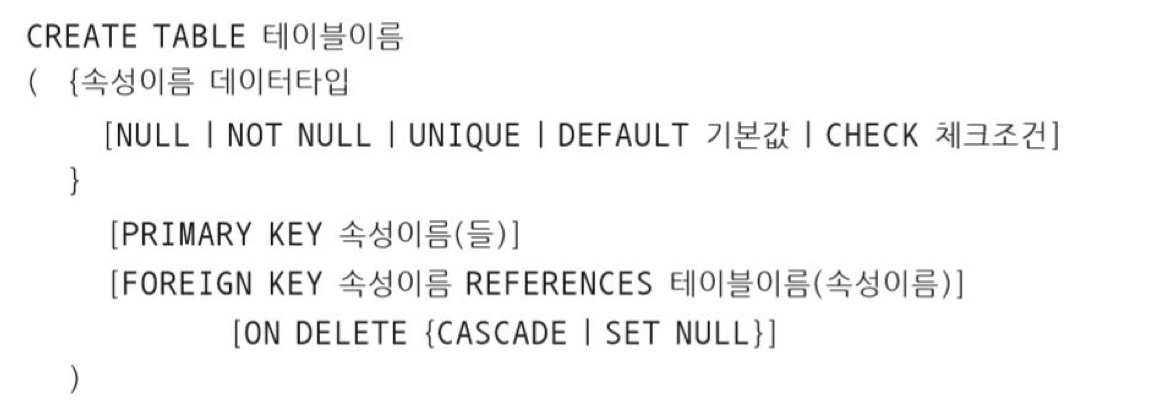 CREATE TABLE 테이블이름
( {속성이름 데이터타입
[NULL | NOT NULL | UNIQUE | DEFAULT 기본값 | CHECK 체크조건]
}
[PRIMARY KEY 속성이름(들)]
[FOREIGN KEY 속성이름 REFERENCES 테이블이름(속성이름)]
[ON DELETE {CASCADE | SET NULL}]
)